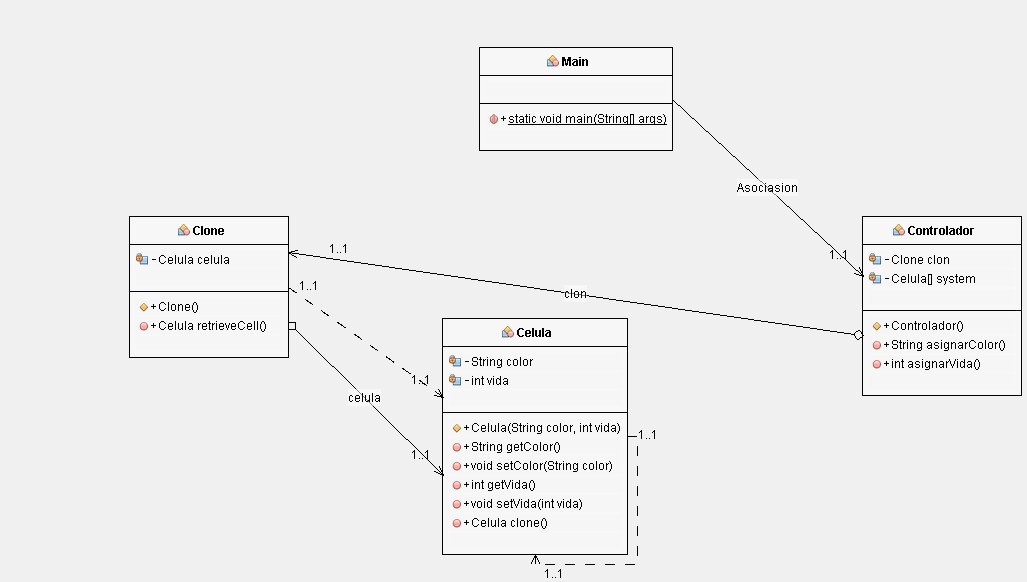 Main
+static void main(String[] args)
Asociasion
1..1
Clone
- Celula celula
+ Clone()
+ Celula retrieveCell()
1..1
1..1
clon
Controlador
- Clone clon
- Celula[] system
+ Controlador()
+ String asignarColor()
+ int asignarVida()
celula
1..1
1..1
Celula
- String color
- int vida
+ Celula(String color, int vida)
+ String getColor()
+ void setColor(String color)
+ int getVida()
+ void setVida(int vida)
+ Celula clone()
1..1
1..1